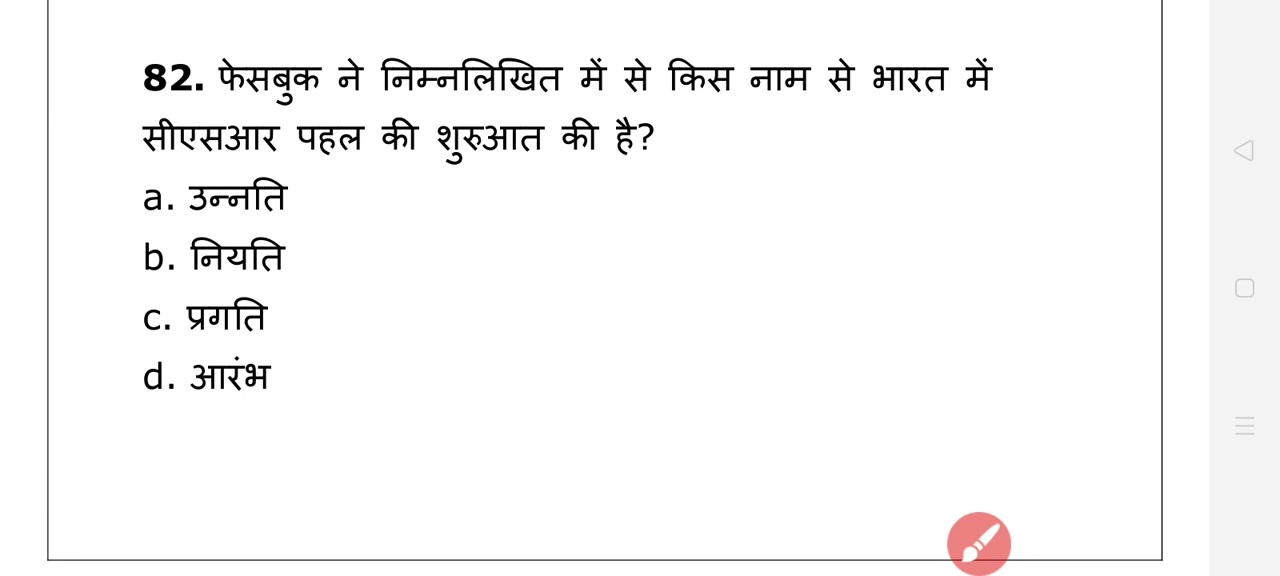 82. फेसबुक ने निम्नलिखित में से किस नाम से भारत में
सीएसआर पहल की शुरुआत की है?
a. उन्नति
b. नियति
c. प्रगति
d. आरंभ